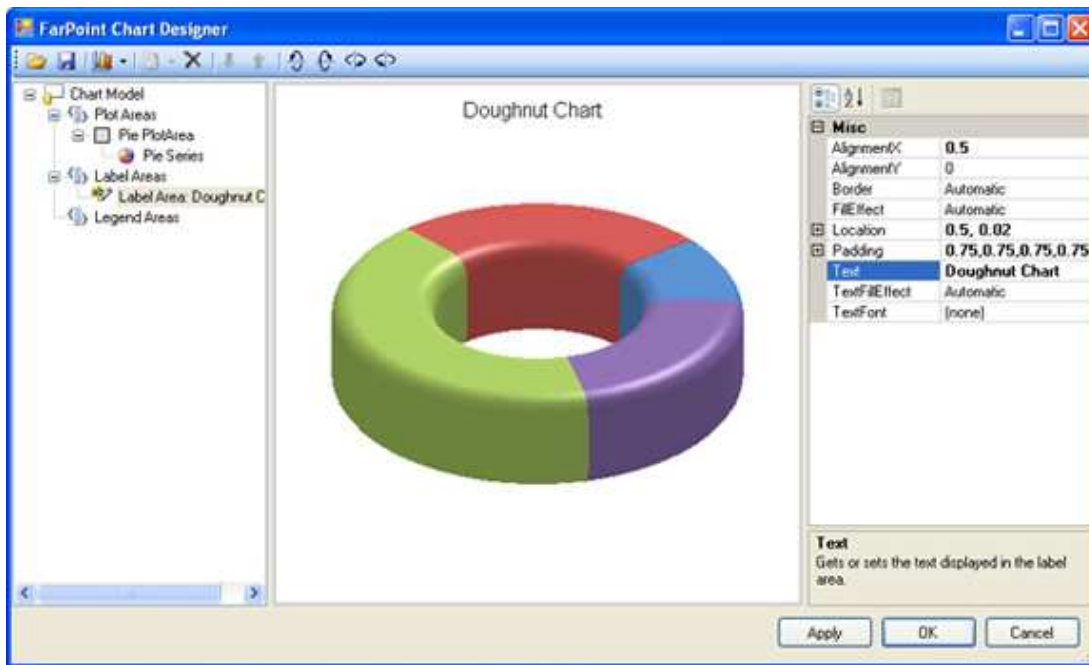 FarPoint Chart Designer
Chart Model
Plot Areas
Pie PlotArea
Pie Series
Label Areas
Label Area: Doughnut C
Legend Areas
Doughnut Chart
Misc
AlignmentX 0.5
AlignmentY 0
Border Automatic
FillEffect Automatic
Location 0.5, 0.02
Padding 0.75,0.75,0.75,0.75
Text Doughnut Chart
TextFillEffect Automatic
TextFont (none)
Text
Gets or sets the text displayed in the label
area.
Apply OK Cancel